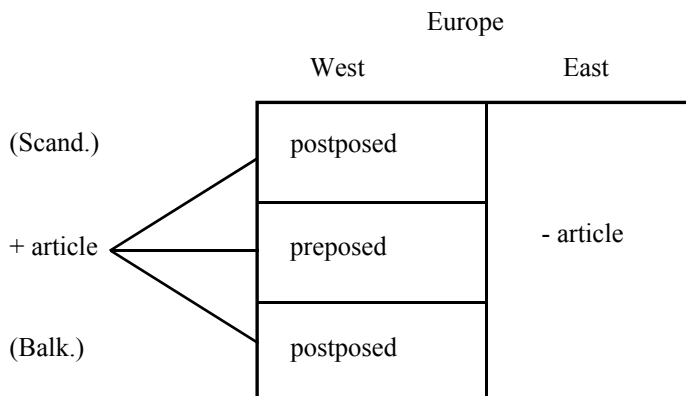 Europe
West East
(Scand.) postposed
+ article preposed - article
(Balk.) postposed